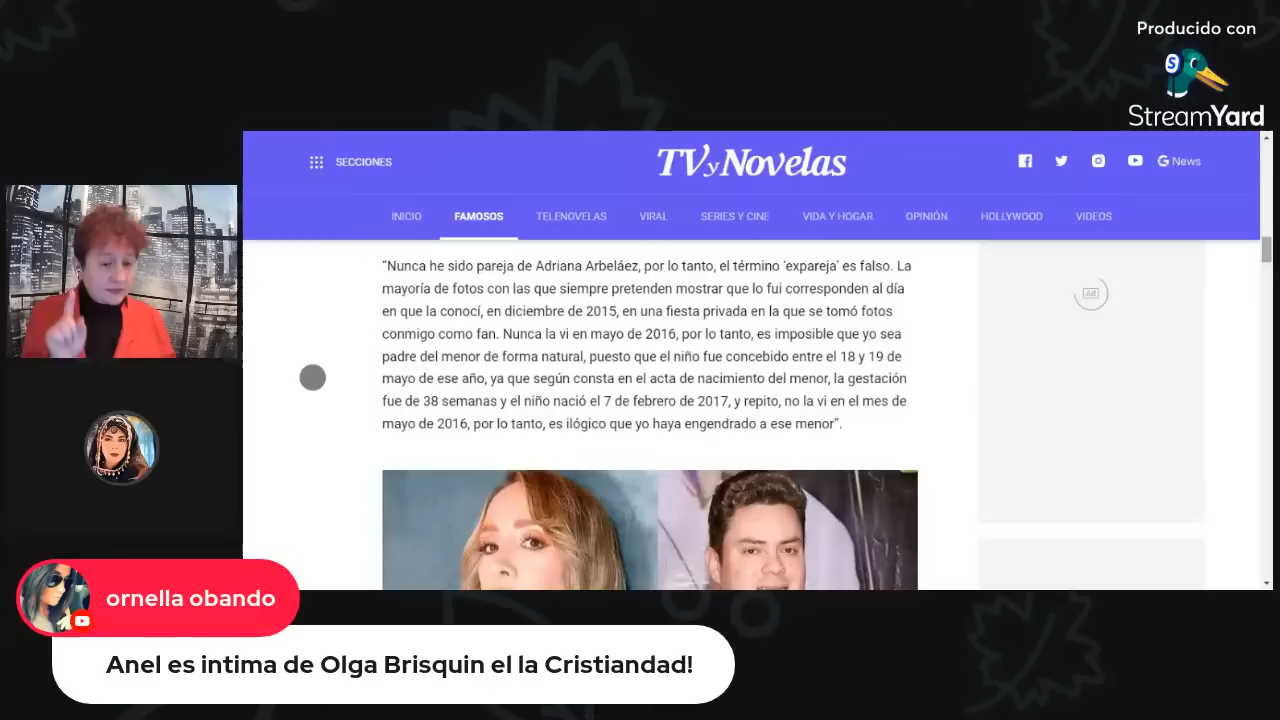 Producido con
StreamYard
SECCIONES
TVyNovelas
News
INICIO
FAMOSOS
TELENOVELAS
VIRAL
SERIES Y CINE
VIDA Y HOGAR
OPINIÓN
HOLLYWOOD
VIDEOS
“Nunca he sido pareja de Adriana Arbeláez, por lo tanto, el término ‘expareja’ es falso. La
mayoría de fotos con las que siempre pretenden mostrar que lo fui corresponden al día
en que la conocí, en diciembre de 2015, en una fiesta privada en la que se tomó fotos
conmigo como fan. Nunca la vi en mayo de 2016, por lo tanto, es imposible que yo sea
padre del menor de forma natural, puesto que el niño fue concebido entre el 18 y 19 de
mayo de ese año, ya que según consta en el acta de nacimiento del menor, la gestación
fue de 38 semanas y el niño nació el 7 de febrero de 2017, y repito, no la vi en el mes de
mayo de 2016, por lo tanto, es ilógico que yo haya engendrado a ese menor”.
Ad
ornella obando
Anel es intima de Olga Brisquin el la Cristiandad!